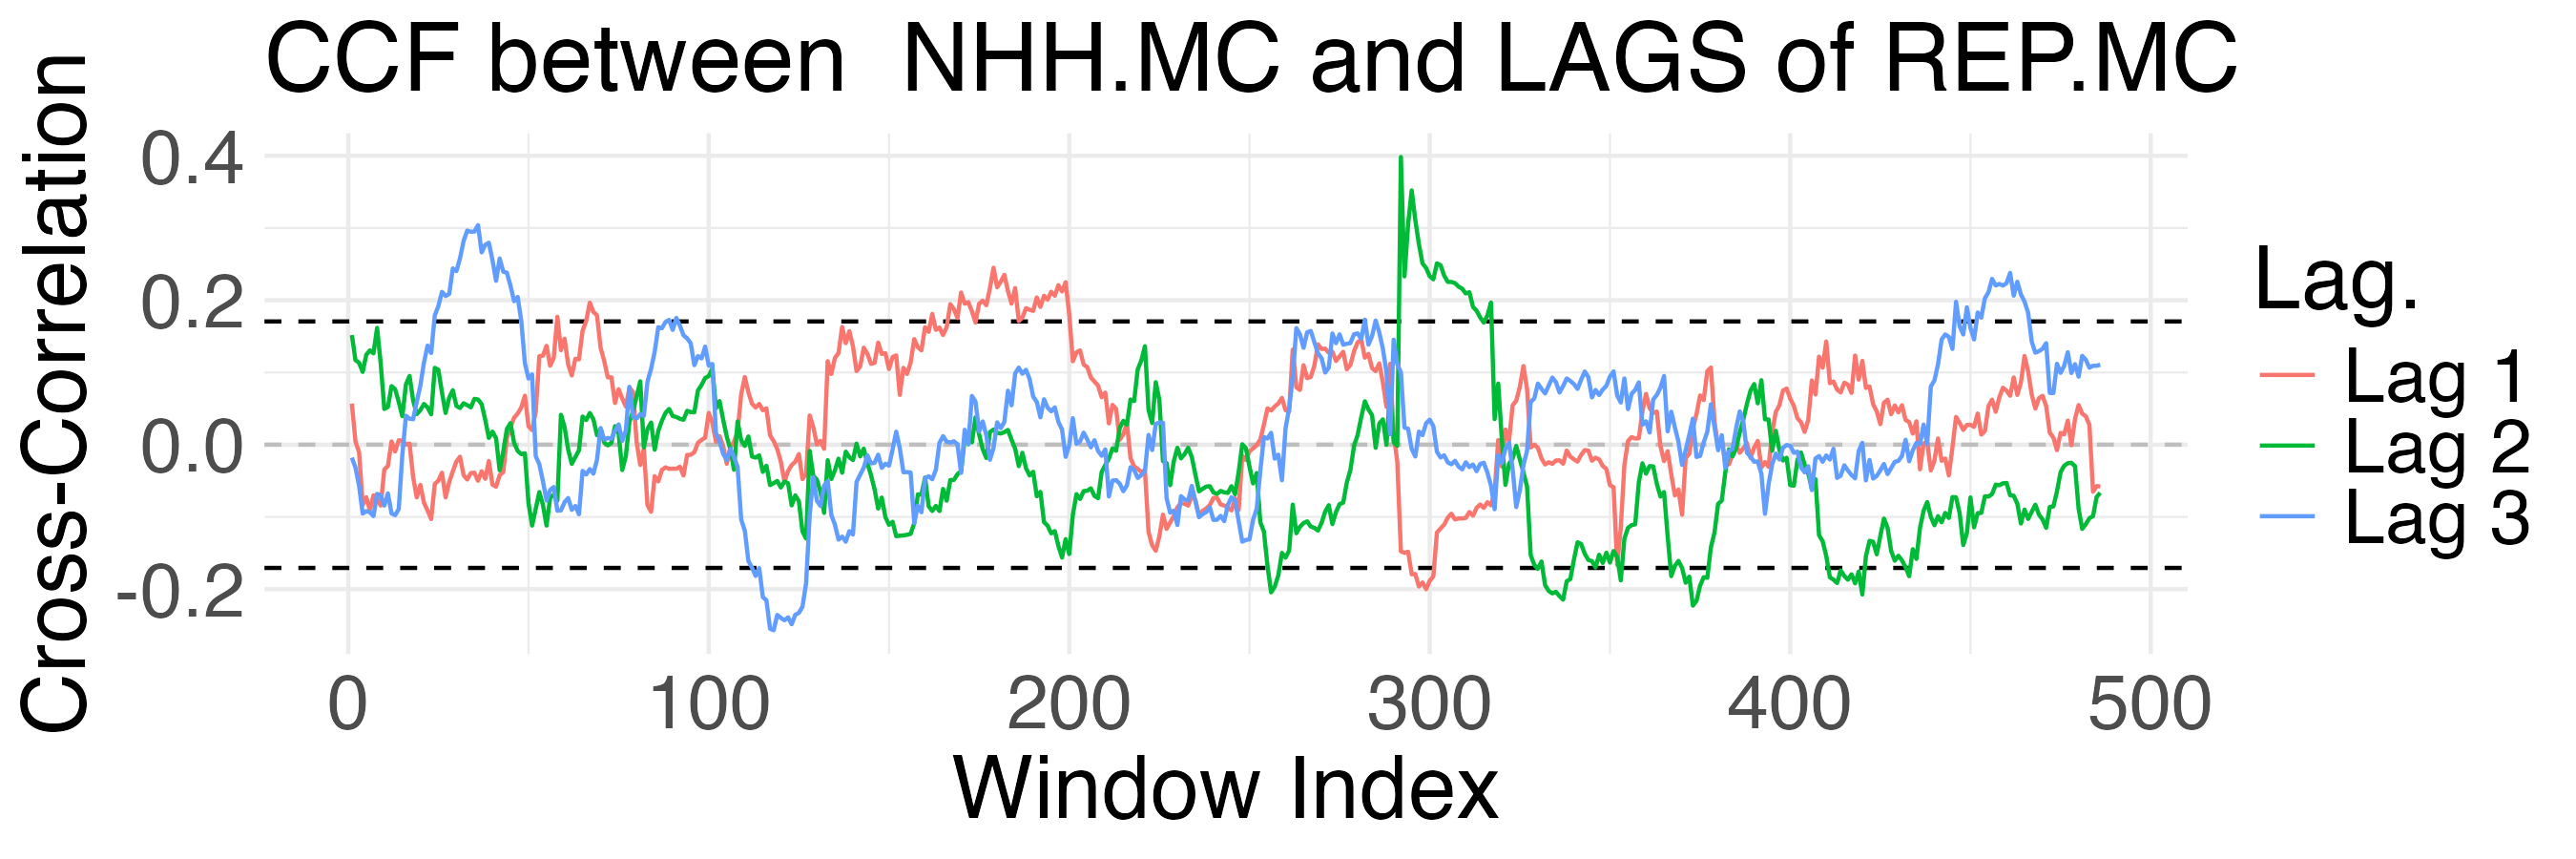 CCF between  NHH.MC and LAGS of REP.MC
Cross-Correlation
0.4
0.2
0.0
-0.2
0 100 200 300 400 500
Window Index
Lag.
Lag 1
Lag 2
Lag 3